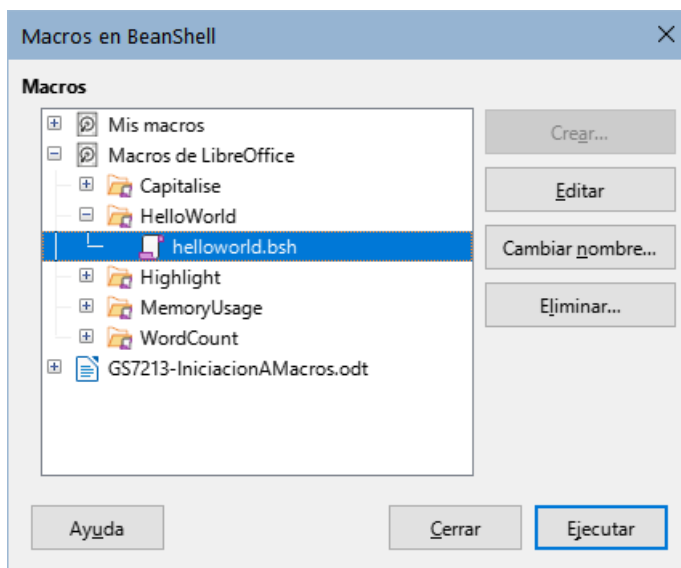 Macros en BeanShell
Macros
Mis macros
Macros de LibreOffice
Capitalise
HelloWorld
helloworld.bsh
Highlight
MemoryUsage
WordCount
GS7213-IniciacionAMacros.odt
Crear...
Editar
Cambiar nombre...
Eliminar...
Ayuda
Cerrar
Ejecutar